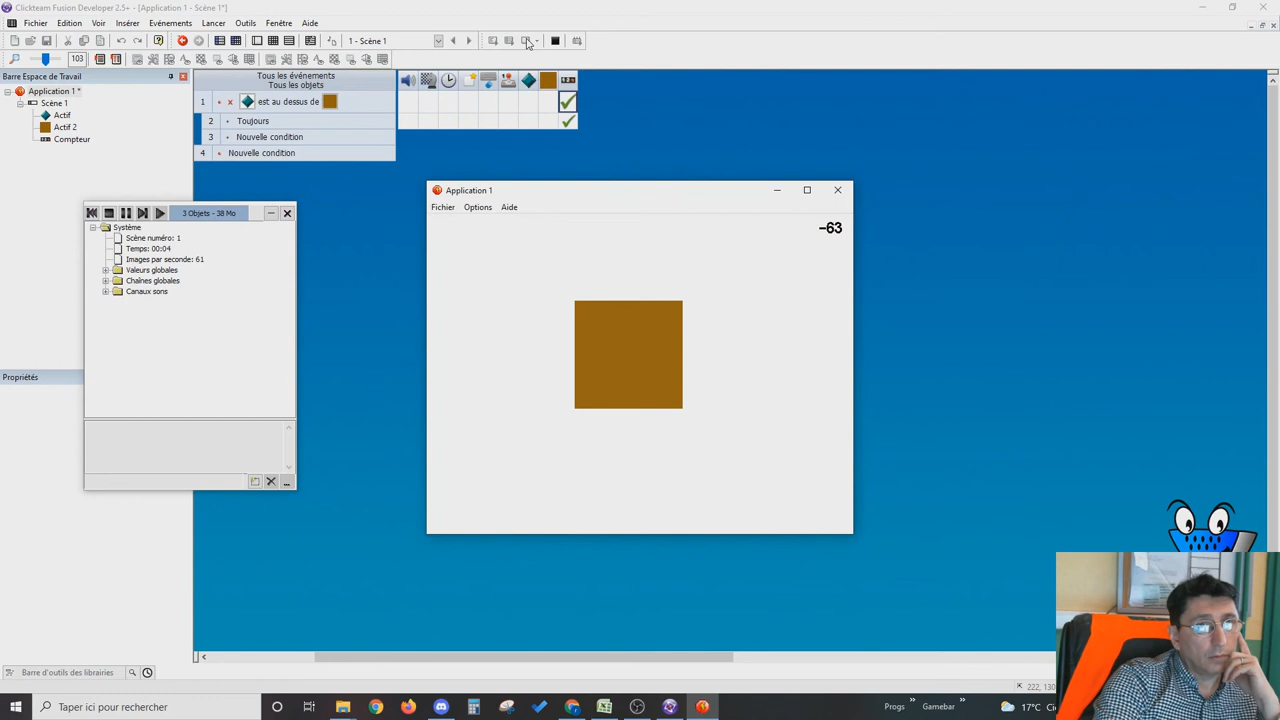 Clickteam Fusion Developer 2.5+ - [Application 1 - Scène 1*]
Fichier Edition Voir Insérer Evénements Lancer Outils Fenêtre Aide
1 - Scène 1
103
Barre Espace de Travail
Application 1 *
Scène 1
Actif
Actif 2
Compteur
Tous les événements
Tous les objets
1 est au dessus de
2 Toujours
3 Nouvelle condition
4 Nouvelle condition
3 Objets - 38 Mo
Système
Scène numéro: 1
Temps: 00:04
Images par seconde: 61
Valeurs globales
Chaînes globales
Canaux sons
Application 1
Fichier Options Aide
-63
Propriétés
Barre d'outils des librairies
222, 130
Taper ici pour rechercher
Progs
Gamebar
17°C